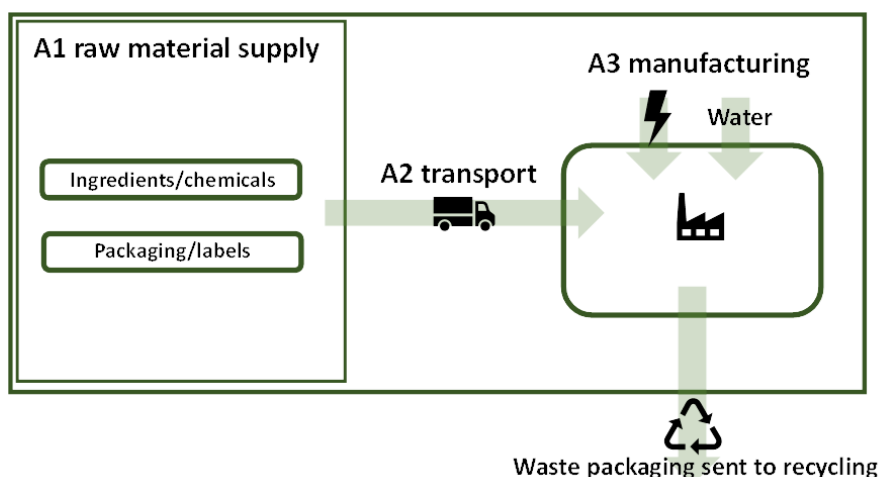 A1 raw material supply
A3 manufacturing
Water
Ingredients/chemicals
A2 transport
Packaging/labels
Waste packaging sent to recycling